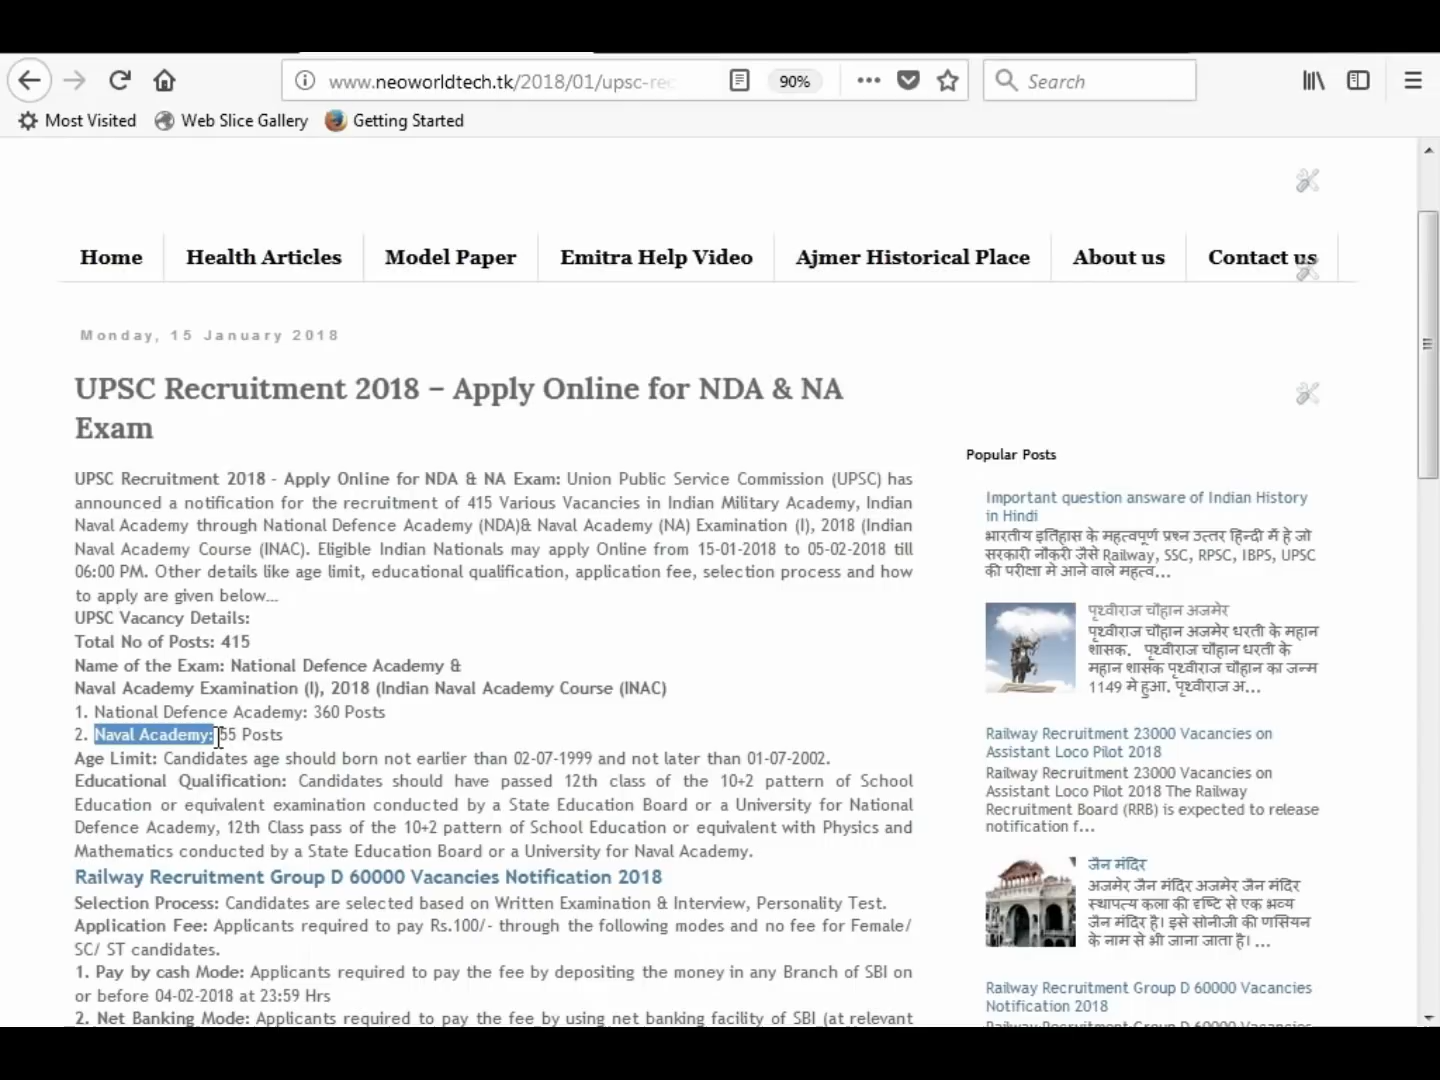 www.neoworldtech.tk/2018/01/upsc-rec
90%
Search
Most Visited
Web Slice Gallery
Getting Started
Home
Health Articles
Model Paper
Emitra Help Video
Ajmer Historical Place
About us
Contact us
Monday, 15 January 2018
UPSC Recruitment 2018 – Apply Online for NDA & NA
Exam
UPSC Recruitment 2018 - Apply Online for NDA & NA Exam: Union Public Service Commission (UPSC) has
announced a notification for the recruitment of 415 Various Vacancies in Indian Military Academy, Indian
Naval Academy through National Defence Academy (NDA)& Naval Academy (NA) Examination (I), 2018 (Indian
Naval Academy Course (INAC). Eligible Indian Nationals may apply Online from 15-01-2018 to 05-02-2018 till
06:00 PM. Other details like age limit, educational qualification, application fee, selection process and how
to apply are given below...
UPSC Vacancy Details:
Total No of Posts: 415
Name of the Exam: National Defence Academy &
Naval Academy Examination (I), 2018 (Indian Naval Academy Course (INAC)
1. National Defence Academy: 360 Posts
2. Naval Academy: 55 Posts
Age Limit: Candidates age should born not earlier than 02-07-1999 and not later than 01-07-2002.
Educational Qualification: Candidates should have passed 12th class of the 10+2 pattern of School
Education or equivalent examination conducted by a State Education Board or a University for National
Defence Academy, 12th Class pass of the 10+2 pattern of School Education or equivalent with Physics and
Mathematics conducted by a State Education Board or a University for Naval Academy.
Railway Recruitment Group D 60000 Vacancies Notification 2018
Selection Process: Candidates are selected based on Written Examination & Interview, Personality Test.
Application Fee: Applicants required to pay Rs.100/- through the following modes and no fee for Female/
SC/ ST candidates.
1. Pay by cash Mode: Applicants required to pay the fee by depositing the money in any Branch of SBI on
or before 04-02-2018 at 23:59 Hrs
2. Net Banking Mode: Applicants required to pay the fee by using net banking facility of SBI (at relevant
Popular Posts
Important question answare of Indian History
in Hindi
भारतीय इतिहास के महत्वपूर्ण प्रश्न उत्तर हिन्दी में हे जो
सरकारी नौकरी जैसे Railway, SSC, RPSC, IBPS, UPSC
की परीक्षा मे आने वाले महत्व...
पृथ्वीराज चौहान अजमेर
पृथ्वीराज चौहान अजमेर धरती के महान
शासक. पृथ्वीराज चौहान धरती के
महान शासक पृथ्वीराज चौहान का जन्म
1149 मे हुआ. पृथ्वीराज अ...
Railway Recruitment 23000 Vacancies on
Assistant Loco Pilot 2018
Railway Recruitment 23000 Vacancies on
Assistant Loco Pilot 2018 The Railway
Recruitment Board (RRB) is expected to release
notification f...
जैन मंदिर
अजमेर जैन मंदिर अजमेर जैन मंदिर
स्थापत्य कला की दृष्टि से एक भव्य
जैन मंदिर है। इसे सोनीजी की णसियन
के नाम से भी जाना जाता है। ...
Railway Recruitment Group D 60000 Vacancies
Notification 2018
Railway Recruitment Group D 60000 Vacancies